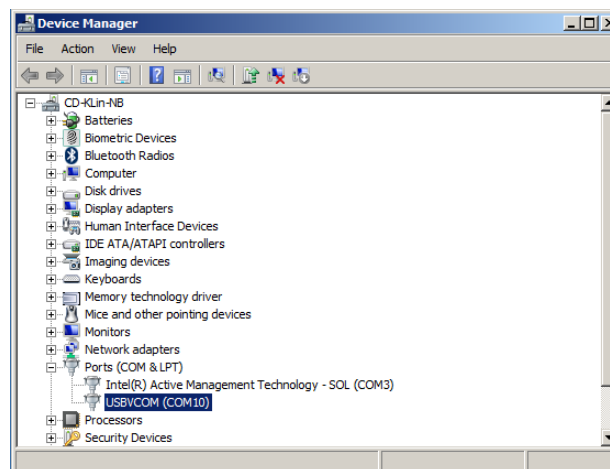 Device Manager
File Action View Help
CD-KLin-NB
Batteries
Biometric Devices
Bluetooth Radios
Computer
Disk drives
Display adapters
Human Interface Devices
IDE ATA/ATAPI controllers
Imaging devices
Keyboards
Memory technology driver
Mice and other pointing devices
Monitors
Network adapters
Ports (COM & LPT)
Intel(R) Active Management Technology - SOL (COM3)
USBVCOM (COM10)
Processors
Security Devices